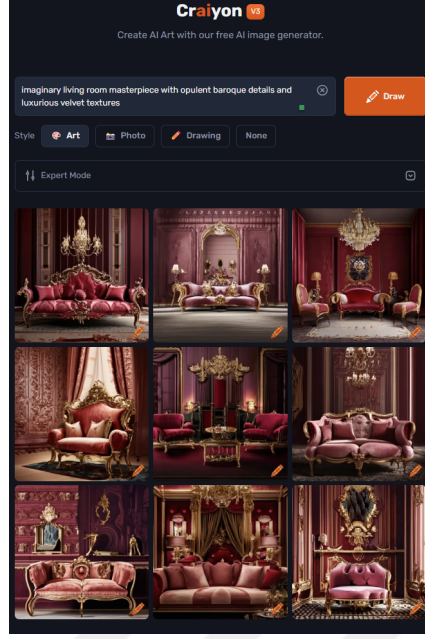 Craiyon V3
Create AI Art with our free AI image generator.
imaginary living room masterpiece with opulent baroque details and
luxurious velvet textures
Draw
Style Art Photo Drawing None
Expert Mode